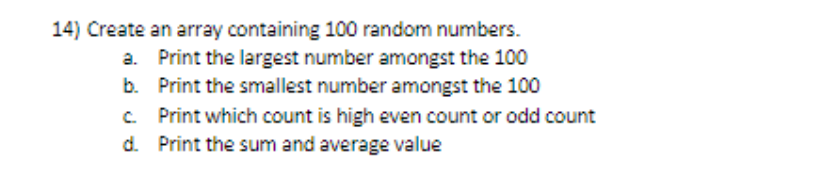 14) Create an array containing 100 random numbers.
a. Print the largest number amongst the 100
b. Print the smallest number amongst the 100
c. Print which count is high even count or odd count
d. Print the sum and average value